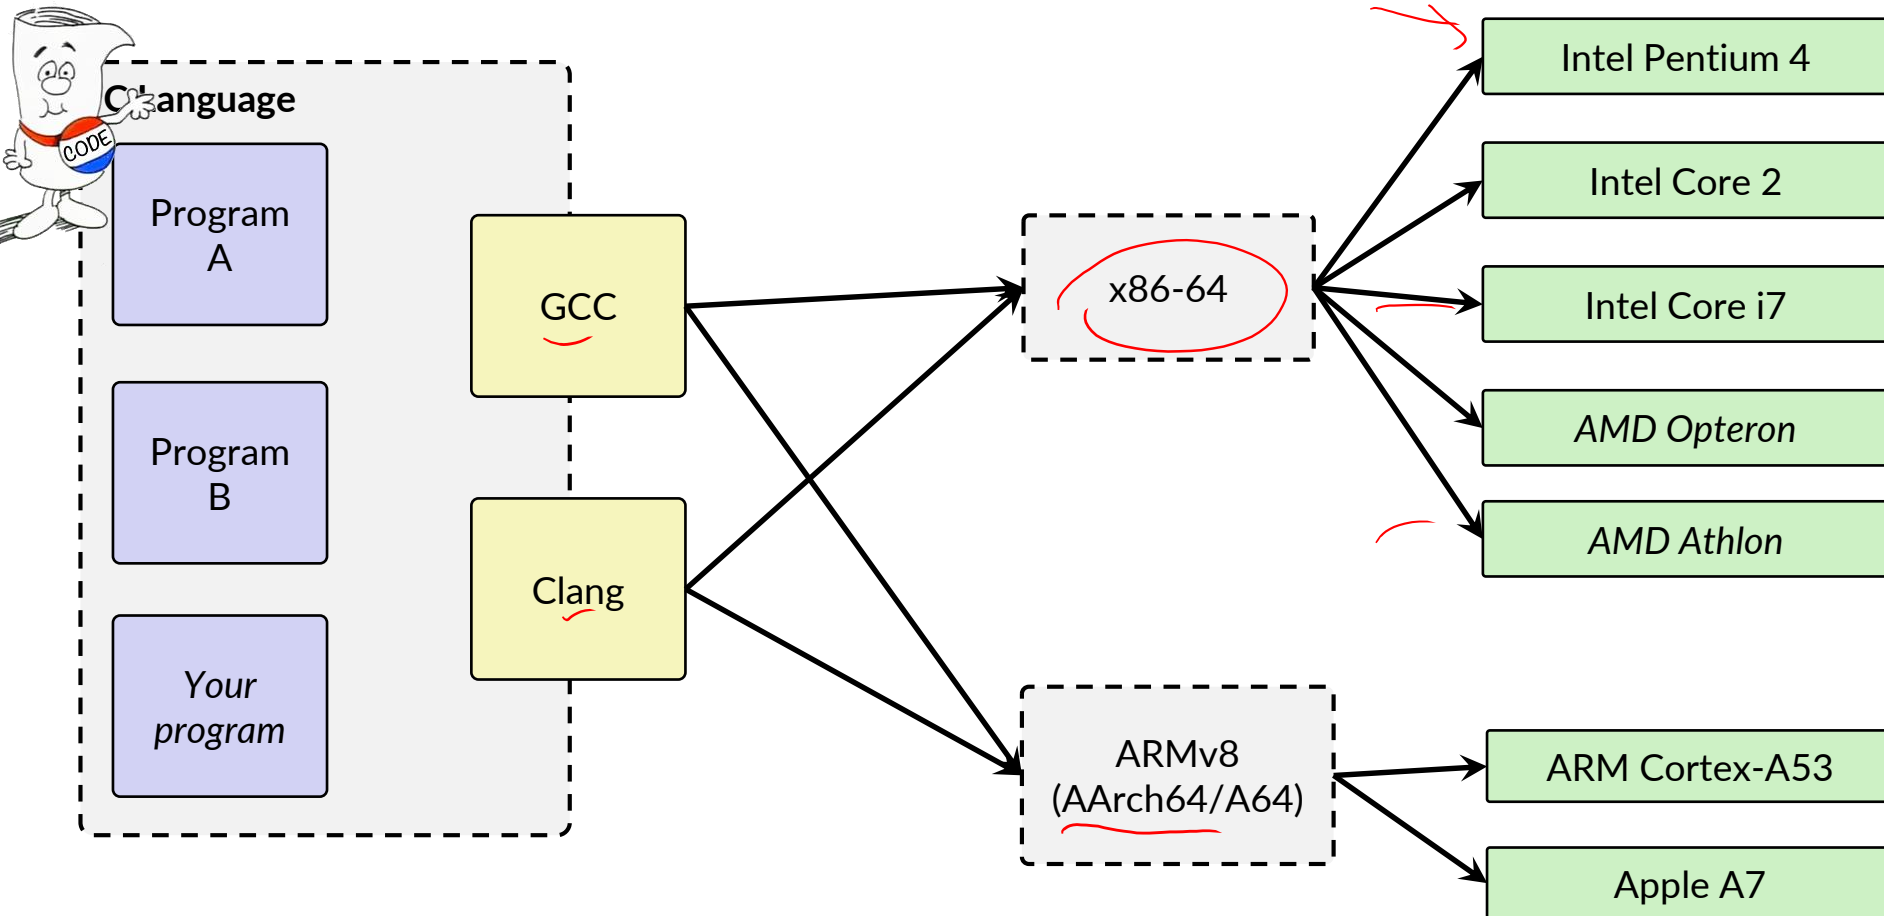 C Language
CODE
Program
A
Program
B
Your
program
GCC
Clang
x86-64
ARMv8
(AArch64/A64)
Intel Pentium 4
Intel Core 2
Intel Core i7
AMD Opteron
AMD Athlon
ARM Cortex-A53
Apple A7